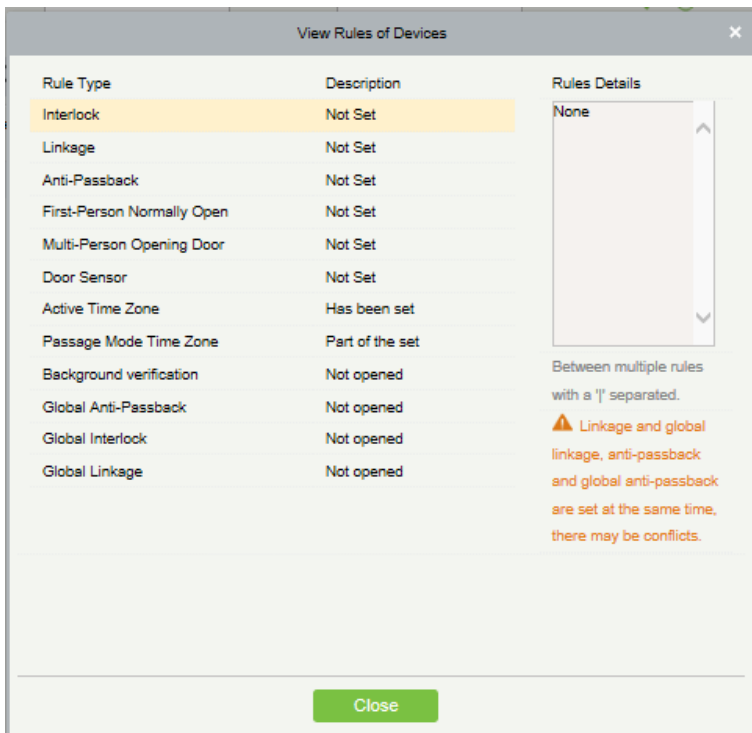 View Rules of Devices
Rule Type Description Rules Details
Interlock Not Set
Linkage Not Set
Anti-Passback Not Set
First-Person Normally Open Not Set
Multi-Person Opening Door Not Set
Door Sensor Not Set
Active Time Zone Has been set
Passage Mode Time Zone Part of the set
Background verification Not opened
Global Anti-Passback Not opened
Global Interlock Not opened
Global Linkage Not opened
None
Between multiple rules
with a '|' separated.
Linkage and global
linkage, anti-passback
and global anti-passback
are set at the same time,
there may be conflicts.
Close